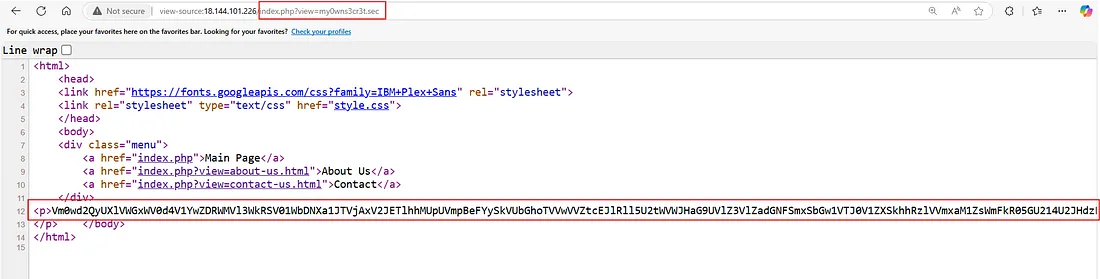 Not secure view-source:18.144.101.226/index.php?view=my0wns3cr3t.sec
For quick access, place your favorites here on the favorites bar. Looking for your favorites? Check your profiles
Line wrap
1 <html>
2 <head>
3 <link href="https://fonts.googleapis.com/css?family=IBM+Plex+Sans" rel="stylesheet">
4 <link rel="stylesheet" type="text/css" href="style.css">
5 </head>
6 <body>
7 <div class="menu">
8 <a href="index.php">Main Page</a>
9 <a href="index.php?view=about-us.html">About Us</a>
10 <a href="index.php?view=contact-us.html">Contact</a>
11 </div>
12 <p>
13 </p> </body>
14 </html>
15